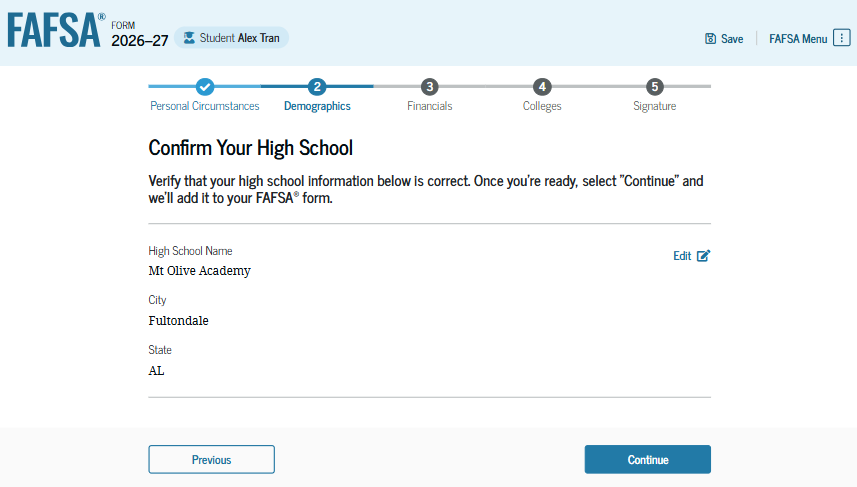 FAFSA®
FORM
2026–27
Student Alex Tran
Save
FAFSA Menu
Personal Circumstances
2
Demographics
3
Financials
4
Colleges
5
Signature
Confirm Your High School
Verify that your high school information below is correct. Once you're ready, select "Continue" and
we'll add it to your FAFSA® form.
High School Name
Edit
Mt Olive Academy
City
Fultondale
State
AL
Previous
Continue